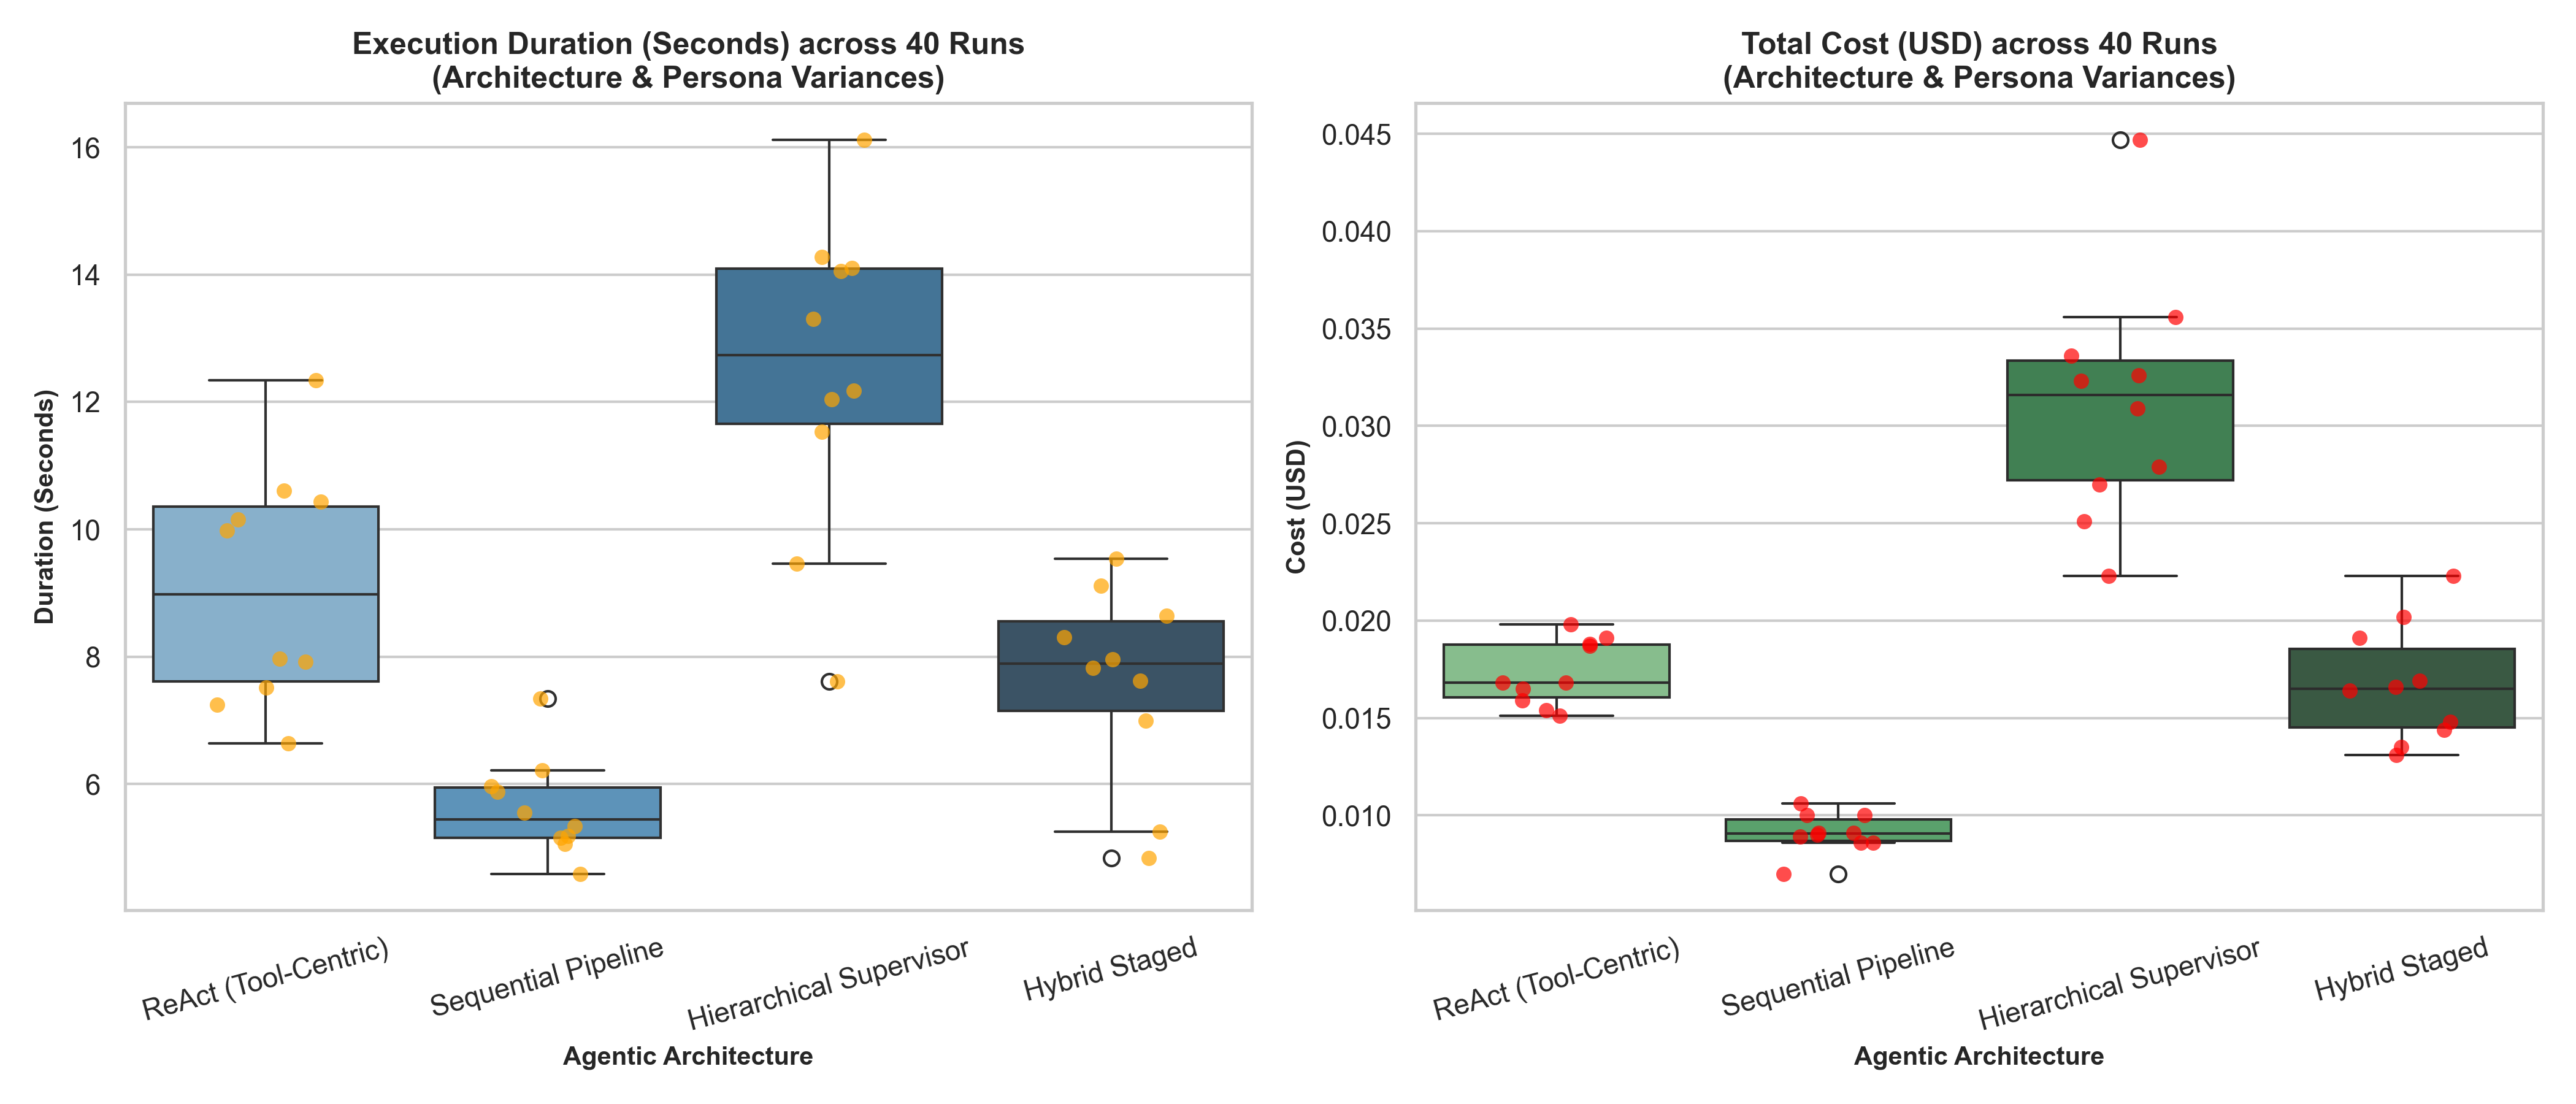 Execution Duration (Seconds) across 40 Runs
(Architecture & Persona Variances)
16
14
12
10
8
6
Duration (Seconds)
ReAct (Tool-Centric)
Sequential Pipeline
Hierarchical Supervisor
Hybrid Staged
Agentic Architecture
Total Cost (USD) across 40 Runs
(Architecture & Persona Variances)
0.045
0.040
0.035
0.030
0.025
0.020
0.015
0.010
Cost (USD)
ReAct (Tool-Centric)
Sequential Pipeline
Hierarchical Supervisor
Hybrid Staged
Agentic Architecture